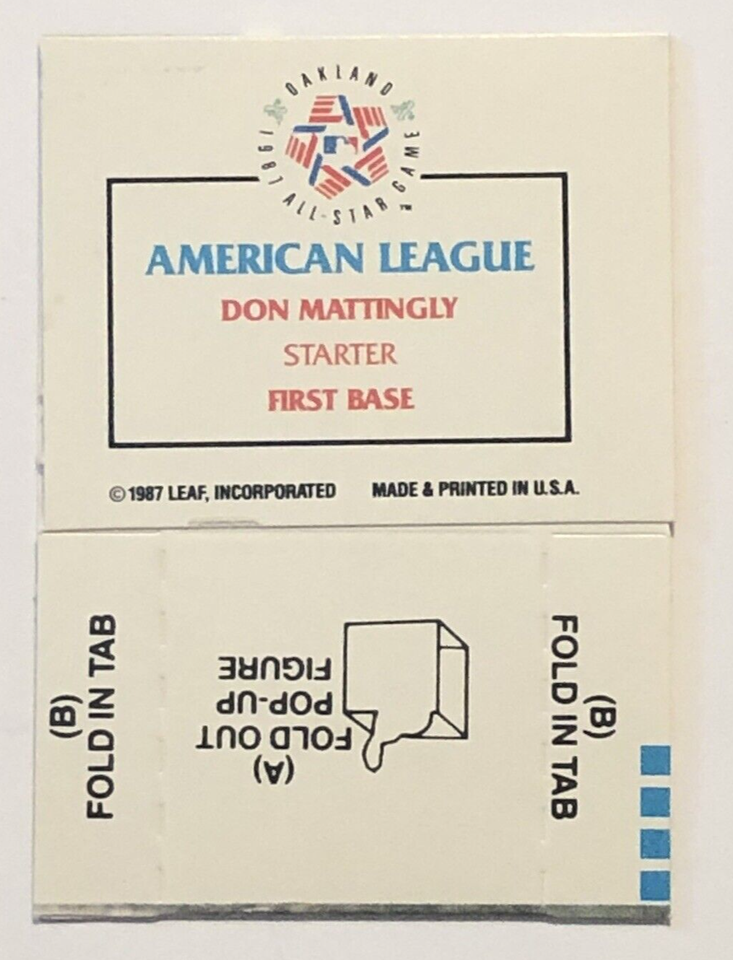 OAKLAND
1987 ALL-STAR GAME™
AMERICAN LEAGUE
DON MATTINGLY
STARTER
FIRST BASE
©1987 LEAF, INCORPORATED MADE & PRINTED IN U.S.A.
(B)
FOLD IN TAB
(A)
FOLD OUT
POP-UP
FIGURE
(B)
FOLD IN TAB